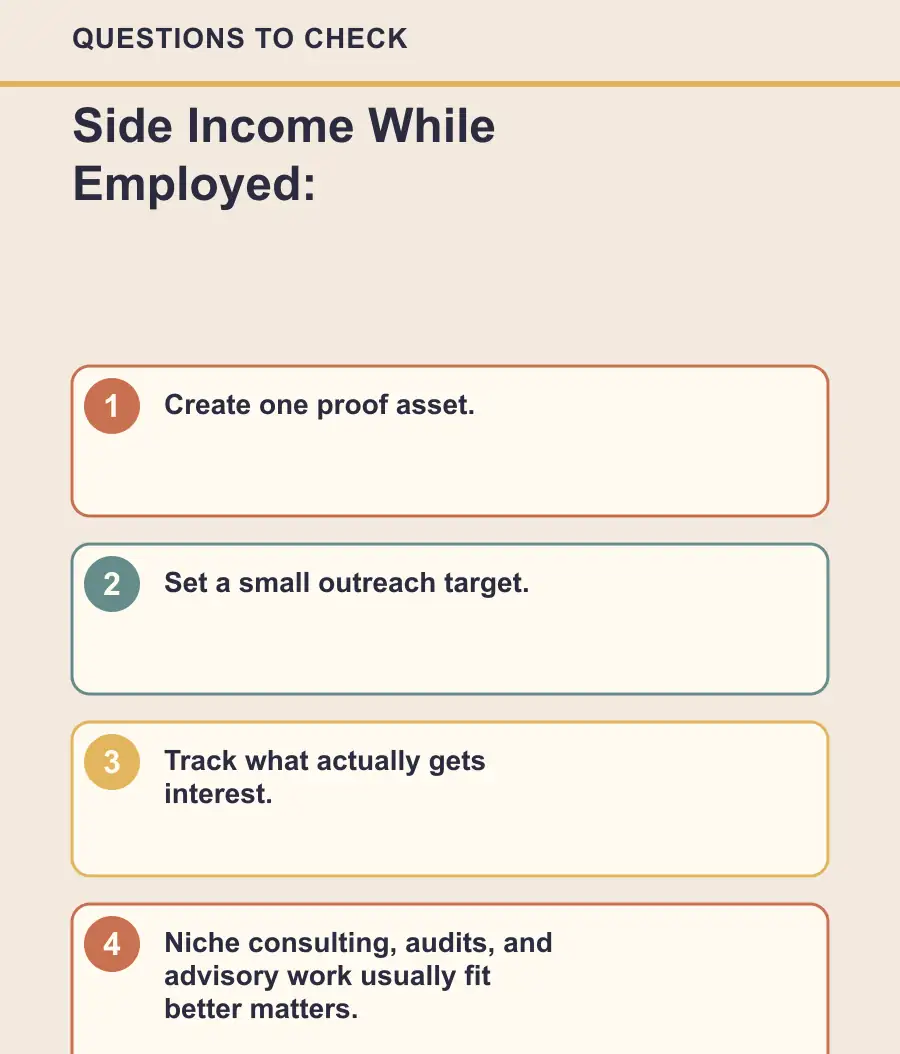 QUESTIONS TO CHECK
Side Income While
Employed:
1 Create one proof asset.
2 Set a small outreach target.
3 Track what actually gets
interest.
4 Niche consulting, audits, and
advisory work usually fit
better matters.